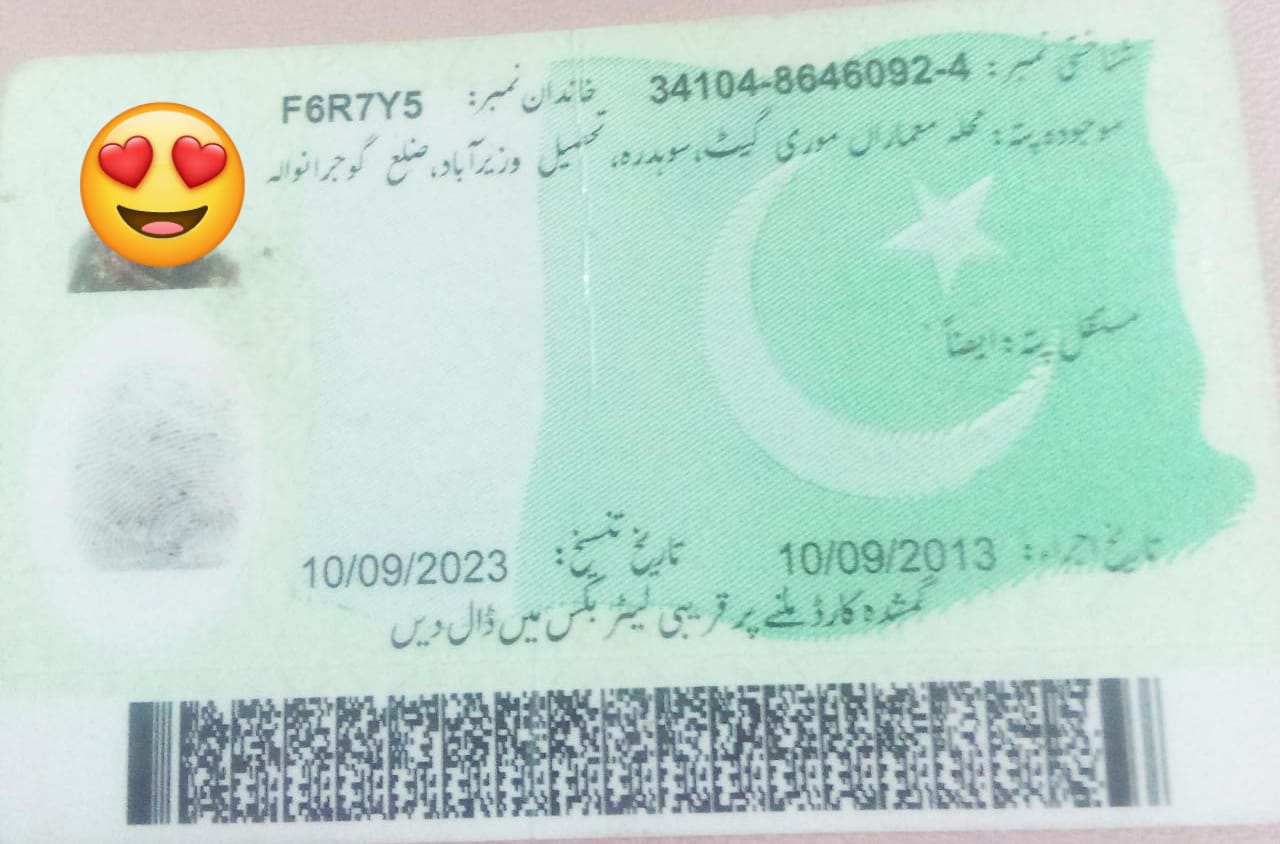 شناختی نمبر: 34104-8646092-4 خاندان نمبر: F6R7Y5
موجودہ پتہ: محلہ معماراں موری گیٹ، سوہدرہ، تحصیل وزیرآباد، ضلع گوجرانوالہ
مستقل پتہ: ایضاً
تاریخ اجراء: 10/09/2013 تاریخ تنسیخ: 10/09/2023
گمشدہ کارڈ ملنے پر قریبی لیٹر بکس میں ڈال دیں